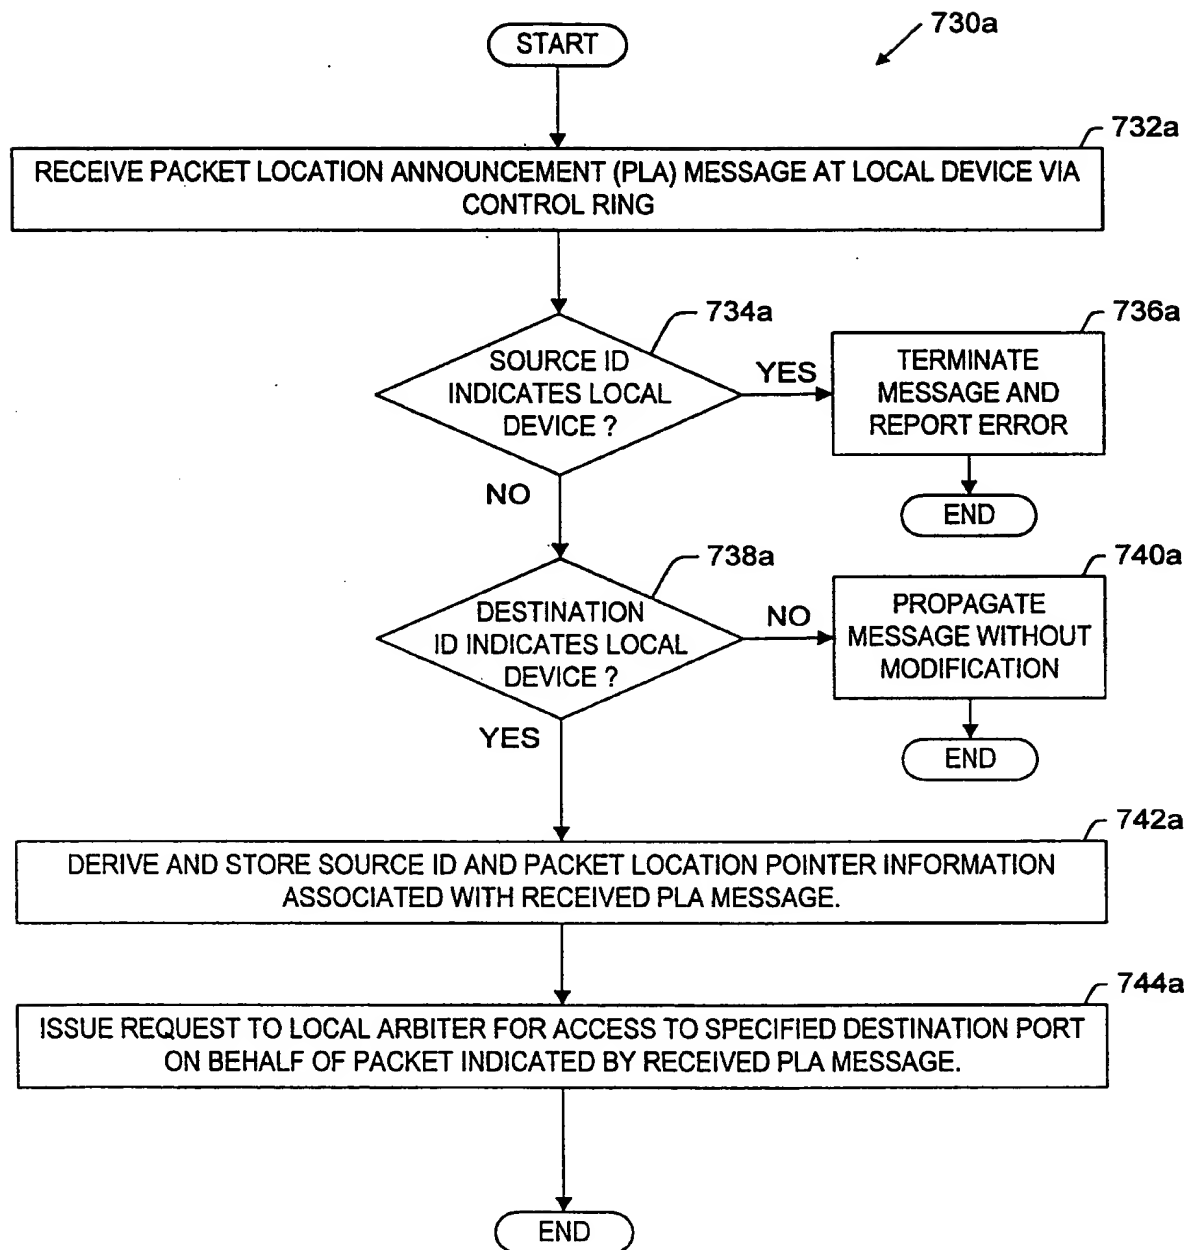 START
730a
732a
RECEIVE PACKET LOCATION ANNOUNCEMENT (PLA) MESSAGE AT LOCAL DEVICE VIA
CONTROL RING
734a
SOURCE ID
INDICATES LOCAL
DEVICE ?
YES
736a
TERMINATE
MESSAGE AND
REPORT ERROR
END
NO
738a
DESTINATION
ID INDICATES LOCAL
DEVICE ?
NO
740a
PROPAGATE
MESSAGE WITHOUT
MODIFICATION
END
YES
742a
DERIVE AND STORE SOURCE ID AND PACKET LOCATION POINTER INFORMATION
ASSOCIATED WITH RECEIVED PLA MESSAGE.
744a
ISSUE REQUEST TO LOCAL ARBITER FOR ACCESS TO SPECIFIED DESTINATION PORT
ON BEHALF OF PACKET INDICATED BY RECEIVED PLA MESSAGE.
END